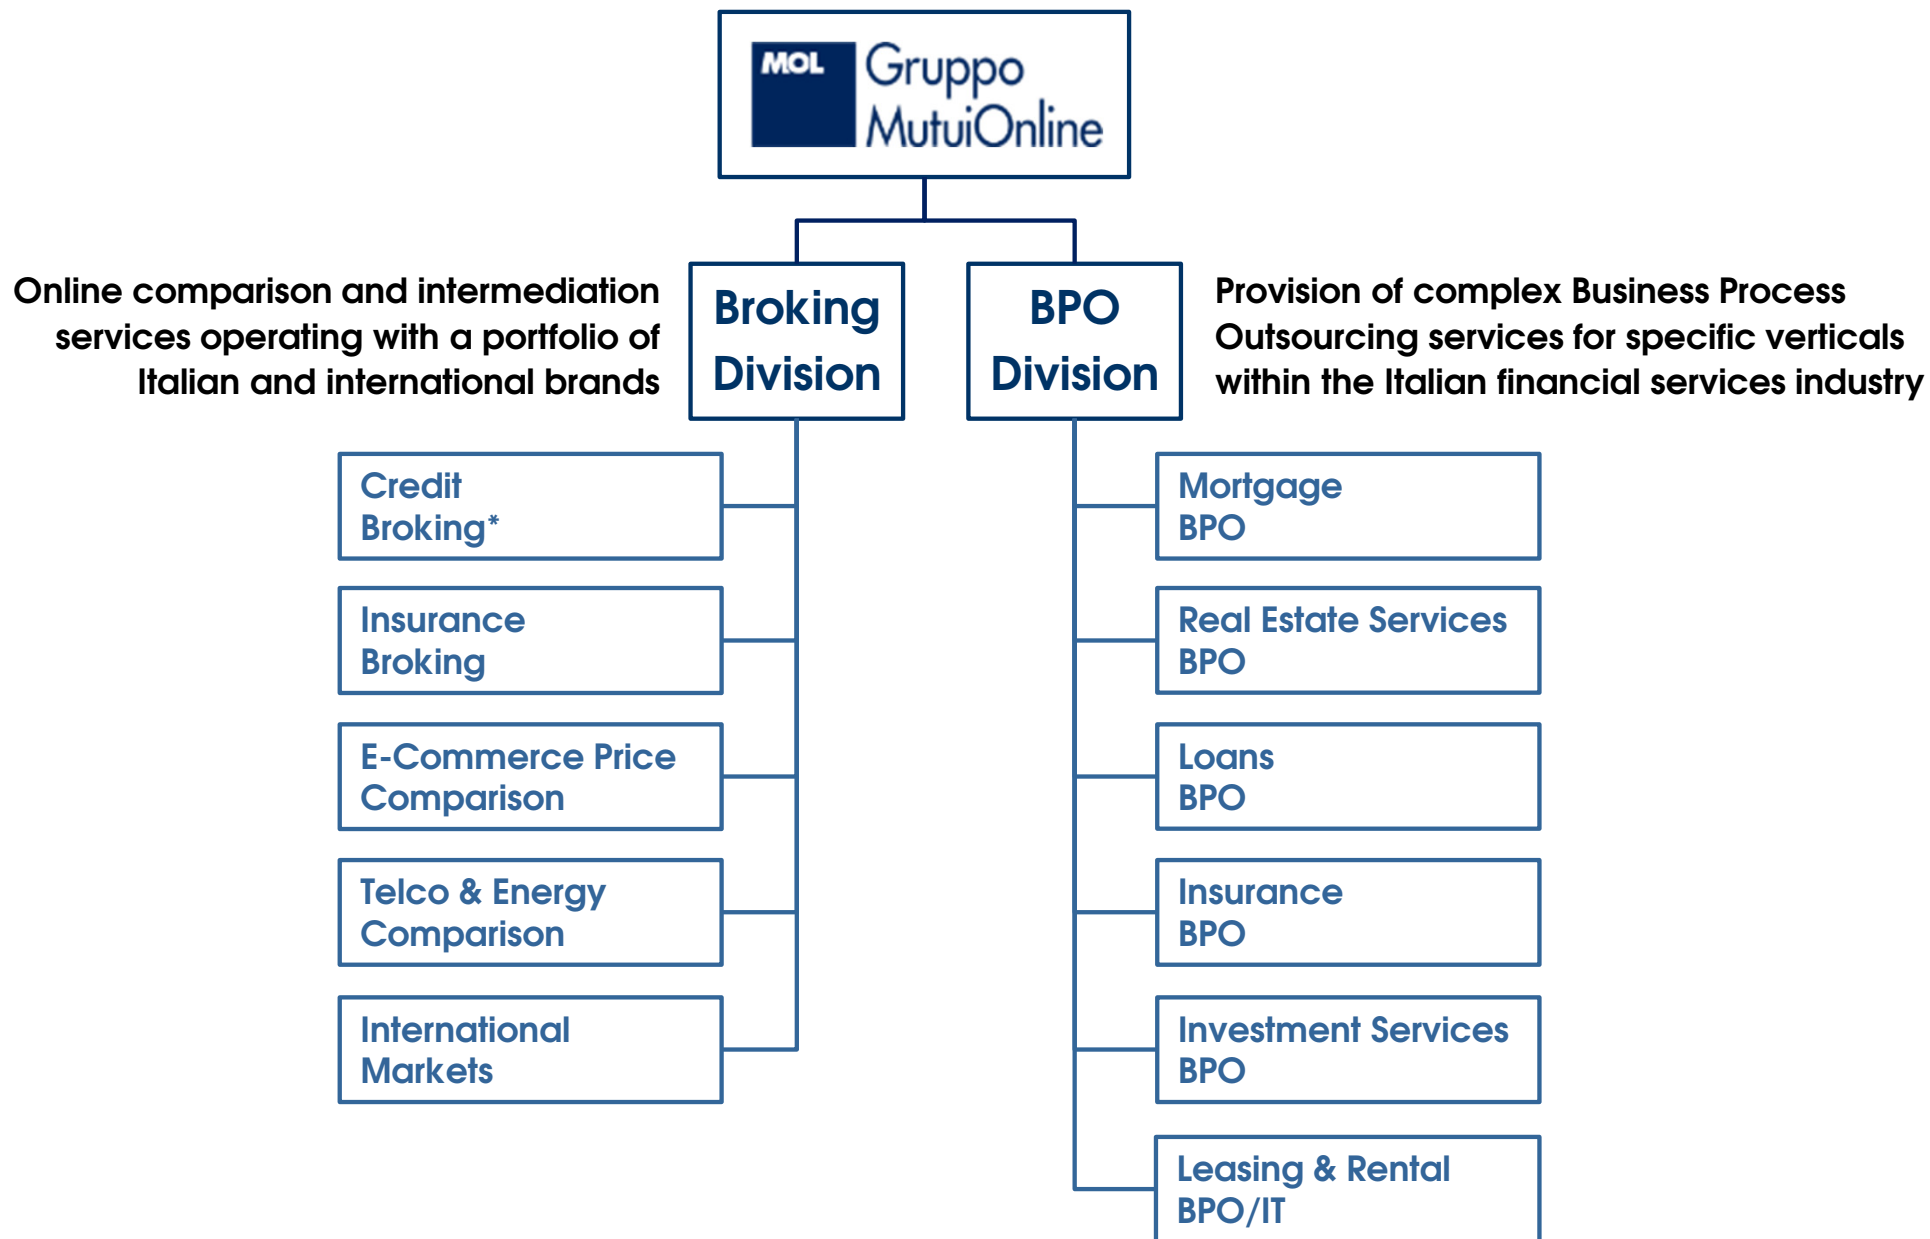 MOL
Gruppo
MutuiOnline
Online comparison and intermediation
services operating with a portfolio of
Italian and international brands
Broking
Division
BPO
Division
Provision of complex Business Process
Outsourcing services for specific verticals
within the Italian financial services industry
Credit
Broking*
Insurance
Broking
E-Commerce Price
Comparison
Telco & Energy
Comparison
International
Markets
Mortgage
BPO
Real Estate Services
BPO
Loans
BPO
Insurance
BPO
Investment Services
BPO
Leasing & Rental
BPO/IT